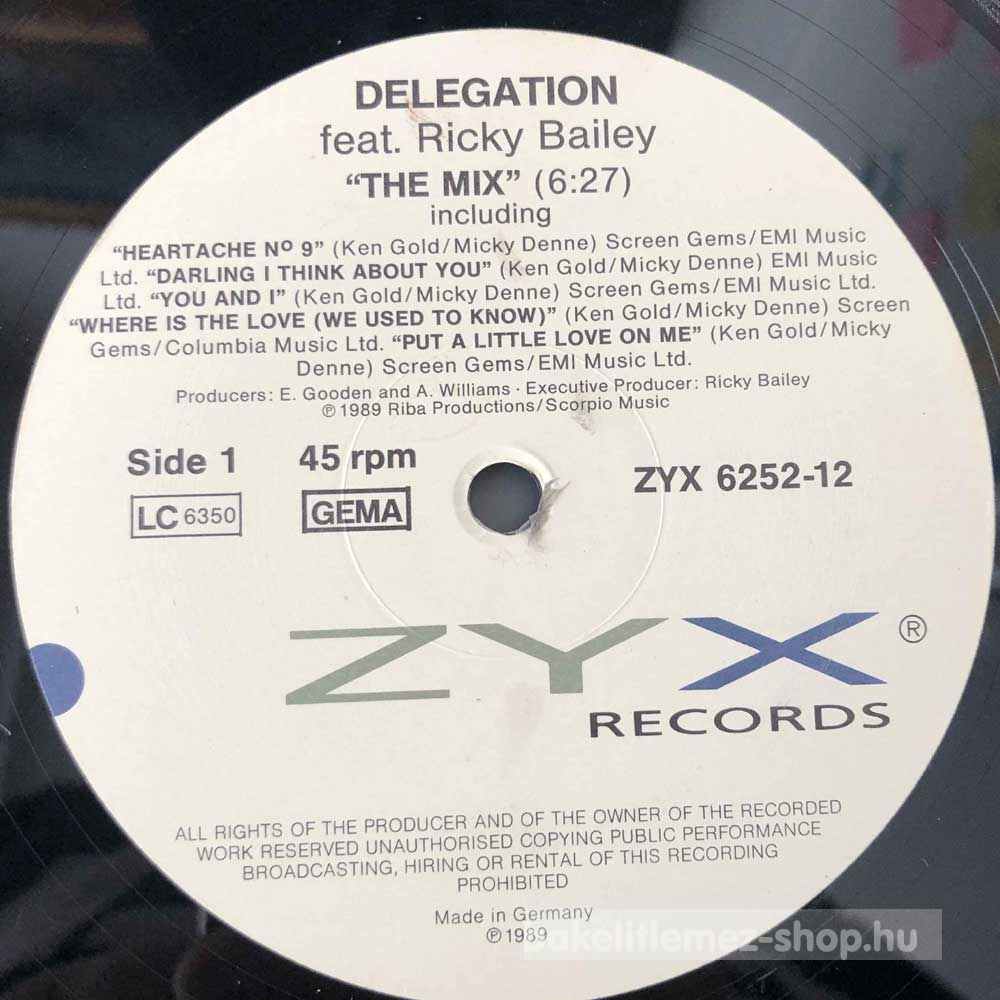 DELEGATION
feat. Ricky Bailey
“THE MIX” (6:27)
including
“HEARTACHE Nº 9” (Ken Gold/Micky Denne) Screen Gems/EMI Music
Ltd. “DARLING I THINK ABOUT YOU” (Ken Gold/Micky Denne) EMI Music
Ltd. “YOU AND I” (Ken Gold/Micky Denne) Screen Gems/EMI Music Ltd.
“WHERE IS THE LOVE (WE USED TO KNOW)” (Ken Gold/Micky Denne) Screen
Gems/Columbia Music Ltd. “PUT A LITTLE LOVE ON ME” (Ken Gold/Micky
Denne) Screen Gems/EMI Music Ltd.
Producers: E. Gooden and A. Williams · Executive Producer: Ricky Bailey
℗ 1989 Riba Productions/Scorpio Music
Side 1 45 rpm ZYX 6252-12
LC 6350 GEMA
ZYX ®
RECORDS
ALL RIGHTS OF THE PRODUCER AND OF THE OWNER OF THE RECORDED
WORK RESERVED UNAUTHORISED COPYING PUBLIC PERFORMANCE
BROADCASTING, HIRING OR RENTAL OF THIS RECORDING
PROHIBITED
Made in Germany
℗ 1989
bakelitlemez-shop.hu